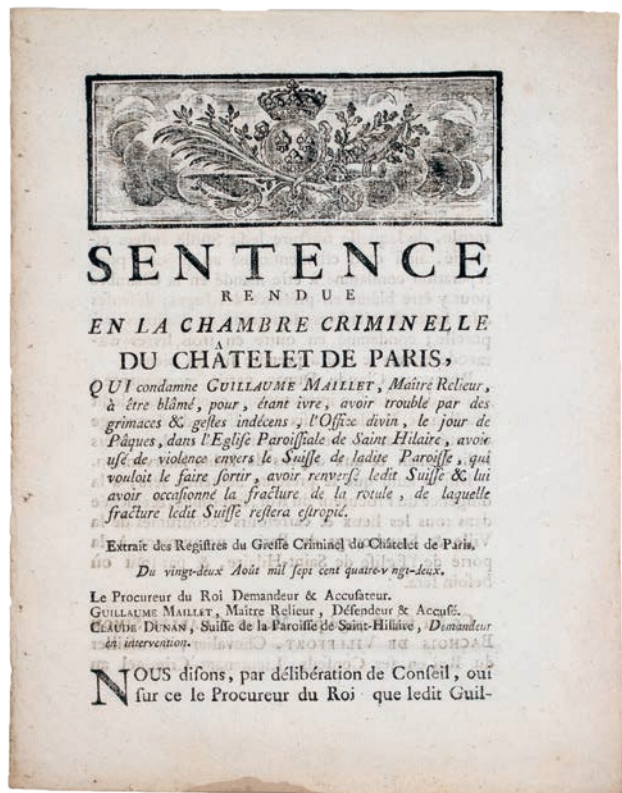 SENTENCE
RENDUE
EN LA CHAMBRE CRIMINELLE
DU CHÂTELET DE PARIS,
QUI condamne GUILLAUME MAILLET, Maître Relieur,
à être blâmé, pour, étant ivre, avoir troublé par des
grimaces & gestes indécens, l'Office divin, le jour de
Pâques, dans l'Eglise Paroissiale de Saint Hilaire, avoir
usé de violence envers le Suisse de ladite Paroisse, qui
vouloit le faire sortir, avoir renversé ledit Suisse & lui
avoir occasionné la fracture de la rotule, de laquelle
fracture ledit Suisse restera estropié.
Extrait des Registres du Greffe Criminel du Châtelet de Paris.
Du vingt-deux Août mil sept cent quatre-v ngt-deux.
Le Procureur du Roi Demandeur & Accusateur.
GUILLAUME MAILLET, Maître Relieur, Défendeur & Accusé.
CLAUDE DUNAN, Suisse de la Paroisse de Saint-Hilaire, Demandeur
en intervention.
NOUS disons, par délibération de Conseil, oui
sur ce le Procureur du Roi que ledit Guil-